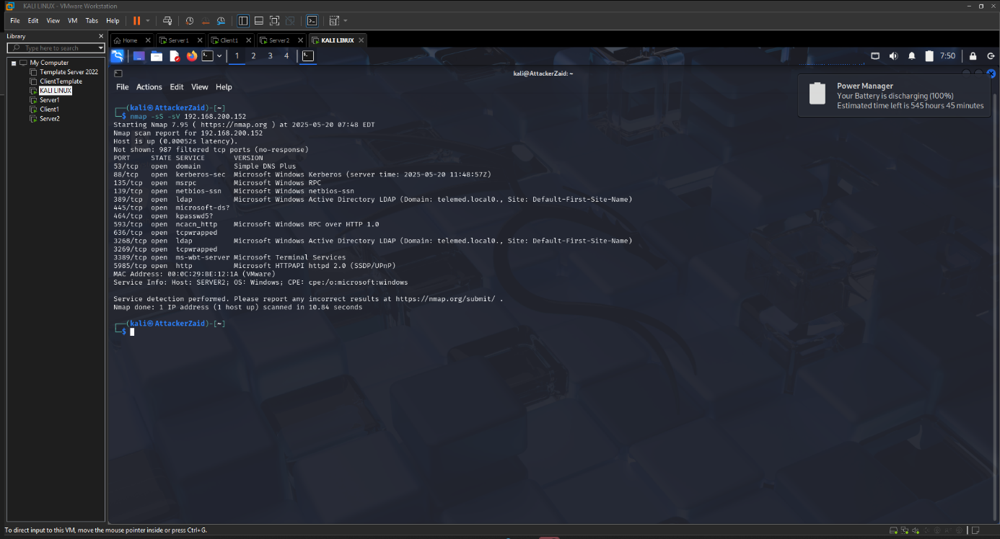 KALI LINUX - VMware Workstation
File Edit View VM Tabs Help
Library
Type here to search
My Computer
Template Server 2022
ClientTemplate
KALI LINUX
Server1
Client1
Server2
Home Server1 Client1 Server2 KALI LINUX
1 2 3 4 7:50
kali@AttackerZaid: ~
File Actions Edit View Help
Power Manager
Your Battery is discharging (100%)
Estimated time left is 545 hours 45 minutes
┌──(kali㉿AttackerZaid)-[~]
└─$ nmap -sS -sV 192.168.200.152
Starting Nmap 7.95 ( https://nmap.org ) at 2025-05-20 07:48 EDT
Nmap scan report for 192.168.200.152
Host is up (0.00052s latency).
Not shown: 987 filtered tcp ports (no-response)
PORT STATE SERVICE VERSION
53/tcp open domain Simple DNS Plus
88/tcp open kerberos-sec Microsoft Windows Kerberos (server time: 2025-05-20 11:48:57Z)
135/tcp open msrpc Microsoft Windows RPC
139/tcp open netbios-ssn Microsoft Windows netbios-ssn
389/tcp open ldap Microsoft Windows Active Directory LDAP (Domain: telemed.local0., Site: Default-First-Site-Name)
445/tcp open microsoft-ds?
464/tcp open kpasswd5?
593/tcp open ncacn_http Microsoft Windows RPC over HTTP 1.0
636/tcp open tcpwrapped
3268/tcp open ldap Microsoft Windows Active Directory LDAP (Domain: telemed.local0., Site: Default-First-Site-Name)
3269/tcp open tcpwrapped
3389/tcp open ms-wbt-server Microsoft Terminal Services
5985/tcp open http Microsoft HTTPAPI httpd 2.0 (SSDP/UPnP)
MAC Address: 00:0C:29:BE:12:1A (VMware)
Service Info: Host: SERVER2; OS: Windows; CPE: cpe:/o:microsoft:windows
Service detection performed. Please report any incorrect results at https://nmap.org/submit/ .
Nmap done: 1 IP address (1 host up) scanned in 10.84 seconds
┌──(kali㉿AttackerZaid)-[~]
└─$
To direct input to this VM, move the mouse pointer inside or press Ctrl+G.